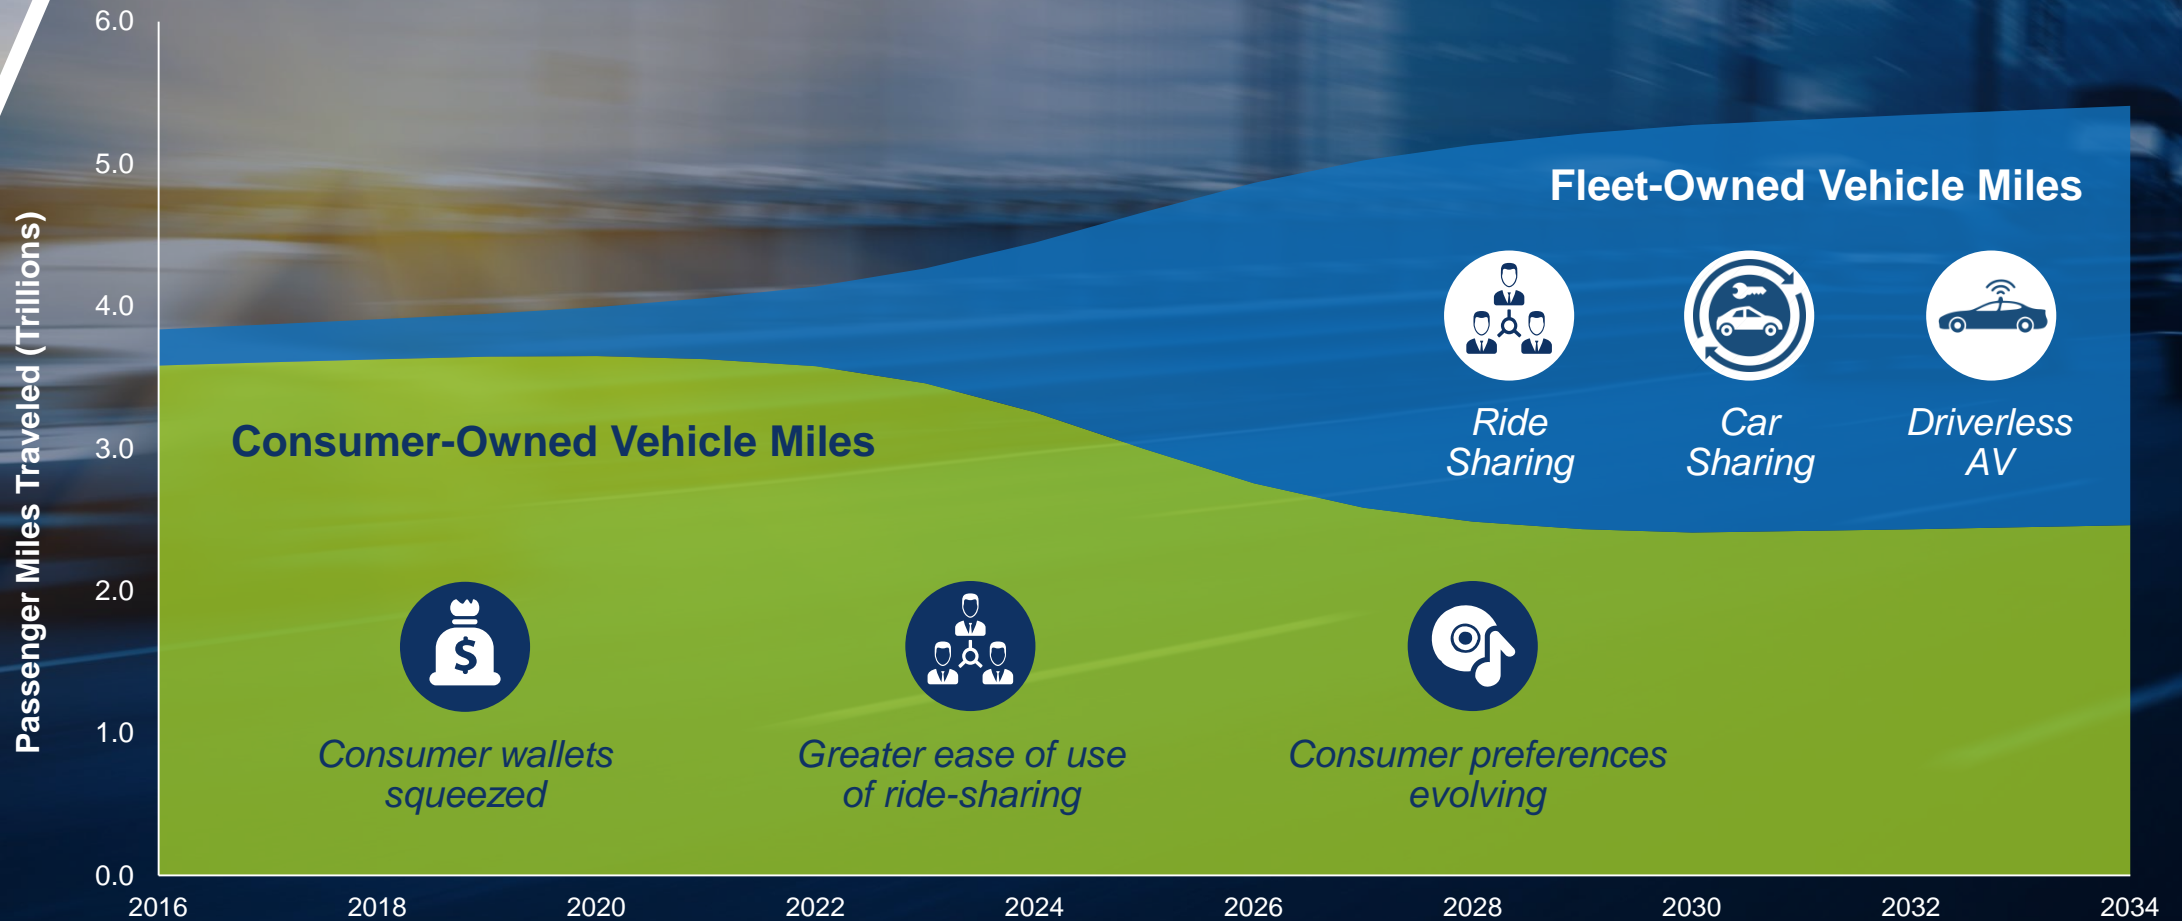 6.0
5.0
4.0
3.0
2.0
1.0
0.0
Passenger Miles Traveled (Trillions)
Fleet-Owned Vehicle Miles
Ride
Sharing
Car
Sharing
Driverless
AV
Consumer-Owned Vehicle Miles
$
Consumer wallets
squeezed
Greater ease of use
of ride-sharing
Consumer preferences
evolving
2016 2018 2020 2022 2024 2026 2028 2030 2032 2034